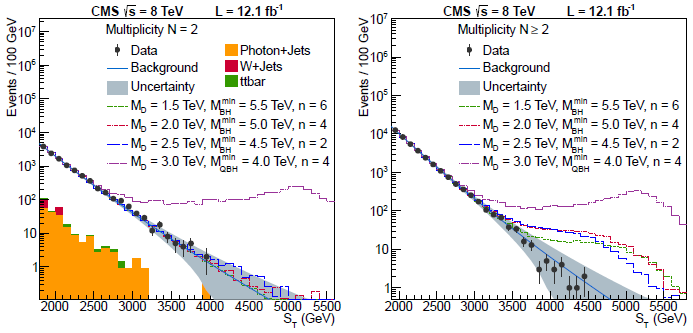 CMS √s = 8 TeV L = 12.1 fb⁻¹
Events / 100 GeV
Multiplicity N = 2
Data
Background
Uncertainty
Photon+Jets
W+Jets
ttbar
M_D = 1.5 TeV, M_BH^min = 5.5 TeV, n = 6
M_D = 2.0 TeV, M_BH^min = 5.0 TeV, n = 4
M_D = 2.5 TeV, M_BH^min = 4.5 TeV, n = 2
M_D = 3.0 TeV, M_QBH^min = 4.0 TeV, n = 4
10⁷
10⁶
10⁵
10⁴
10³
10²
10
1
2000 2500 3000 3500 4000 4500 5000 5500
S_T (GeV)
CMS √s = 8 TeV L = 12.1 fb⁻¹
Events / 100 GeV
Multiplicity N ≥ 2
Data
Background
Uncertainty
M_D = 1.5 TeV, M_BH^min = 5.5 TeV, n = 6
M_D = 2.0 TeV, M_BH^min = 5.0 TeV, n = 4
M_D = 2.5 TeV, M_BH^min = 4.5 TeV, n = 2
M_D = 3.0 TeV, M_QBH^min = 4.0 TeV, n = 4
10⁷
10⁶
10⁵
10⁴
10³
10²
10
1
2000 2500 3000 3500 4000 4500 5000 5500
S_T (GeV)